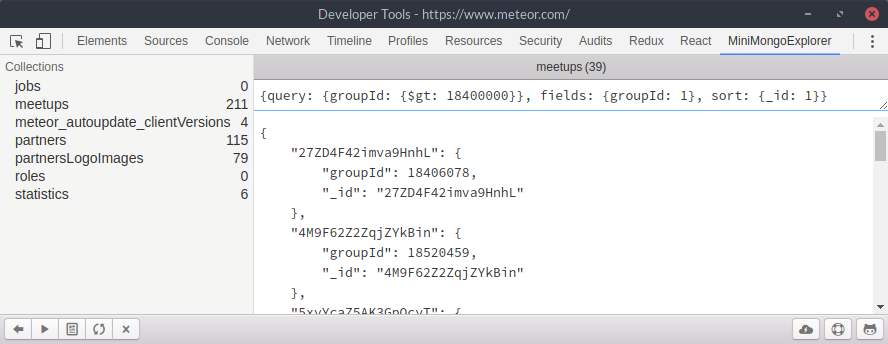 Developer Tools - https://www.meteor.com/
Elements Sources Console Network Timeline Profiles Resources Security Audits Redux React MiniMongoExplorer
Collections
jobs 0
meetups 211
meteor_autoupdate_clientVersions 4
partners 115
partnersLogoImages 79
roles 0
statistics 6
meetups (39)
{query: {groupId: {$gt: 18400000}}, fields: {groupId: 1}, sort: {_id: 1}}
{
"27ZD4F42imva9HnhL": {
"groupId": 18406078,
"_id": "27ZD4F42imva9HnhL"
},
"4M9F62Z2ZqjZYkBin": {
"groupId": 18520459,
"_id": "4M9F62Z2ZqjZYkBin"
},